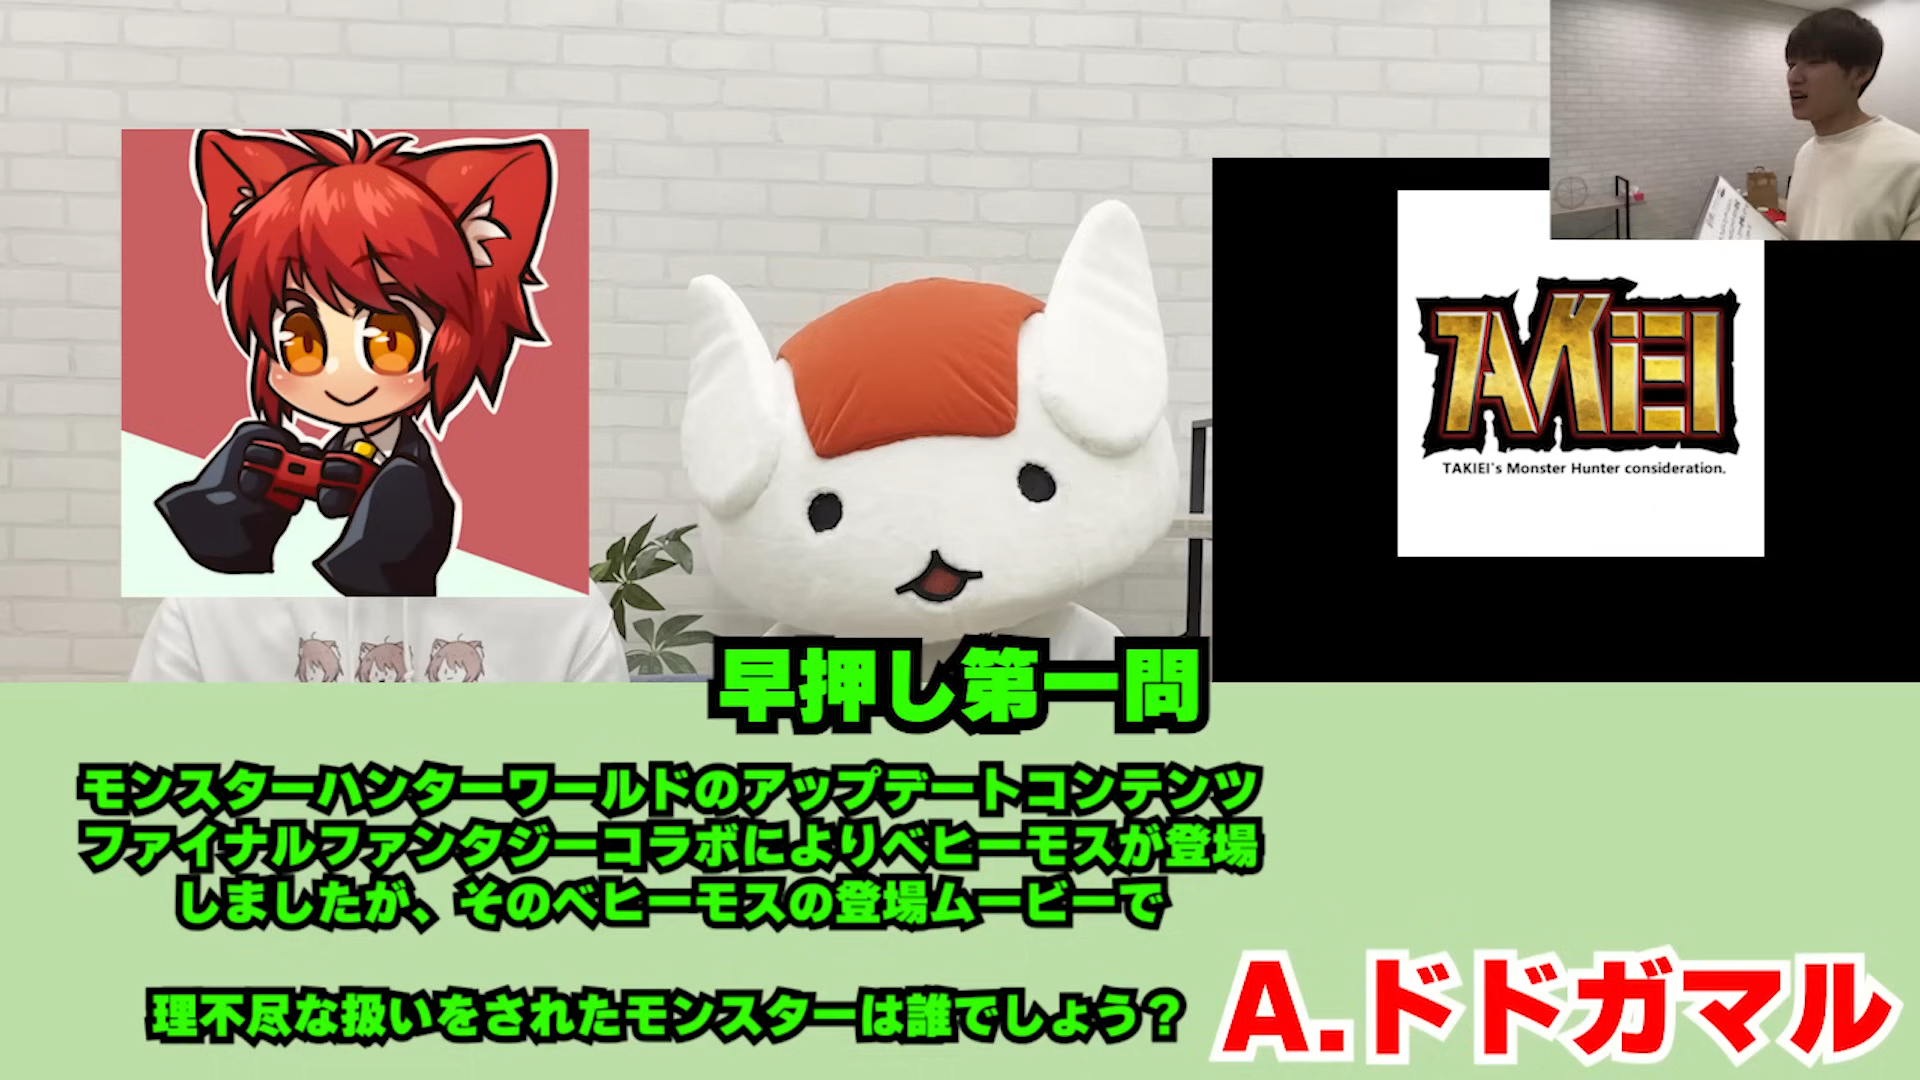 TAKiEI
TAKIEI's Monster Hunter consideration.
早押し第一問
モンスターハンターワールドのアップデートコンテンツ
ファイナルファンタジーコラボによりベヒーモスが登場
しましたが、そのベヒーモスの登場ムービーで
理不尽な扱いをされたモンスターは誰でしょう？
A.ドドガマル